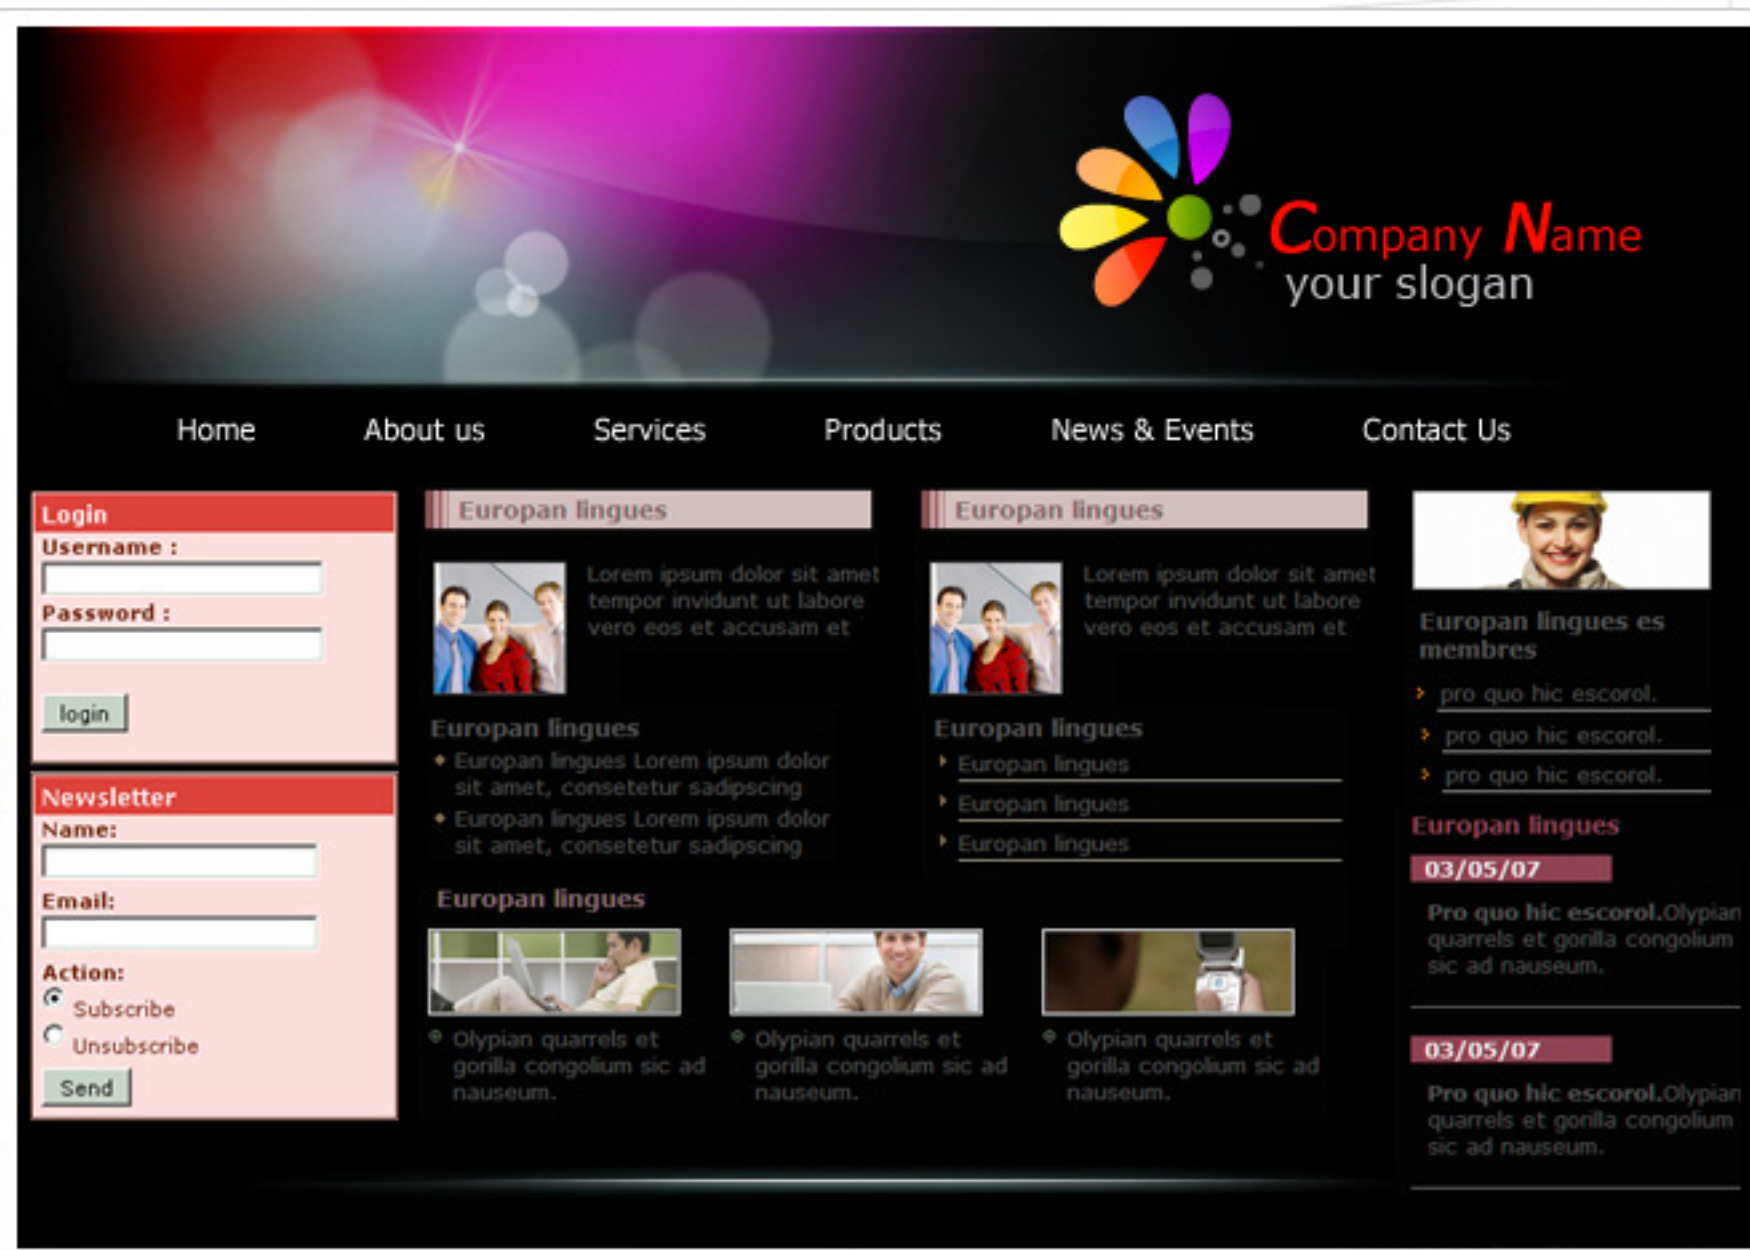 Company Name
your slogan
Home About us Services Products News & Events Contact Us
Login
Username :
Password :
login
Newsletter
Name:
Email:
Action:
Subscribe
Unsubscribe
Send
Europan lingues
Lorem ipsum dolor sit amet
tempor invidunt ut labore
vero eos et accusam et
Europan lingues
Europan lingues Lorem ipsum dolor
sit amet, consetetur sadipscing
Europan lingues Lorem ipsum dolor
sit amet, consetetur sadipscing
Europan lingues
Lorem ipsum dolor sit amet
tempor invidunt ut labore
vero eos et accusam et
Europan lingues
Europan lingues
Europan lingues
Europan lingues
Europan lingues
Olypian quarrels et
gorilla congolium sic ad
nauseum.
Olypian quarrels et
gorilla congolium sic ad
nauseum.
Olypian quarrels et
gorilla congolium sic ad
nauseum.
Europan lingues es
membres
pro quo hic escorol.
pro quo hic escorol.
pro quo hic escorol.
Europan lingues
03/05/07
Pro quo hic escorol.Olypian
quarrels et gorilla congolium
sic ad nauseum.
03/05/07
Pro quo hic escorol.Olypian
quarrels et gorilla congolium
sic ad nauseum.